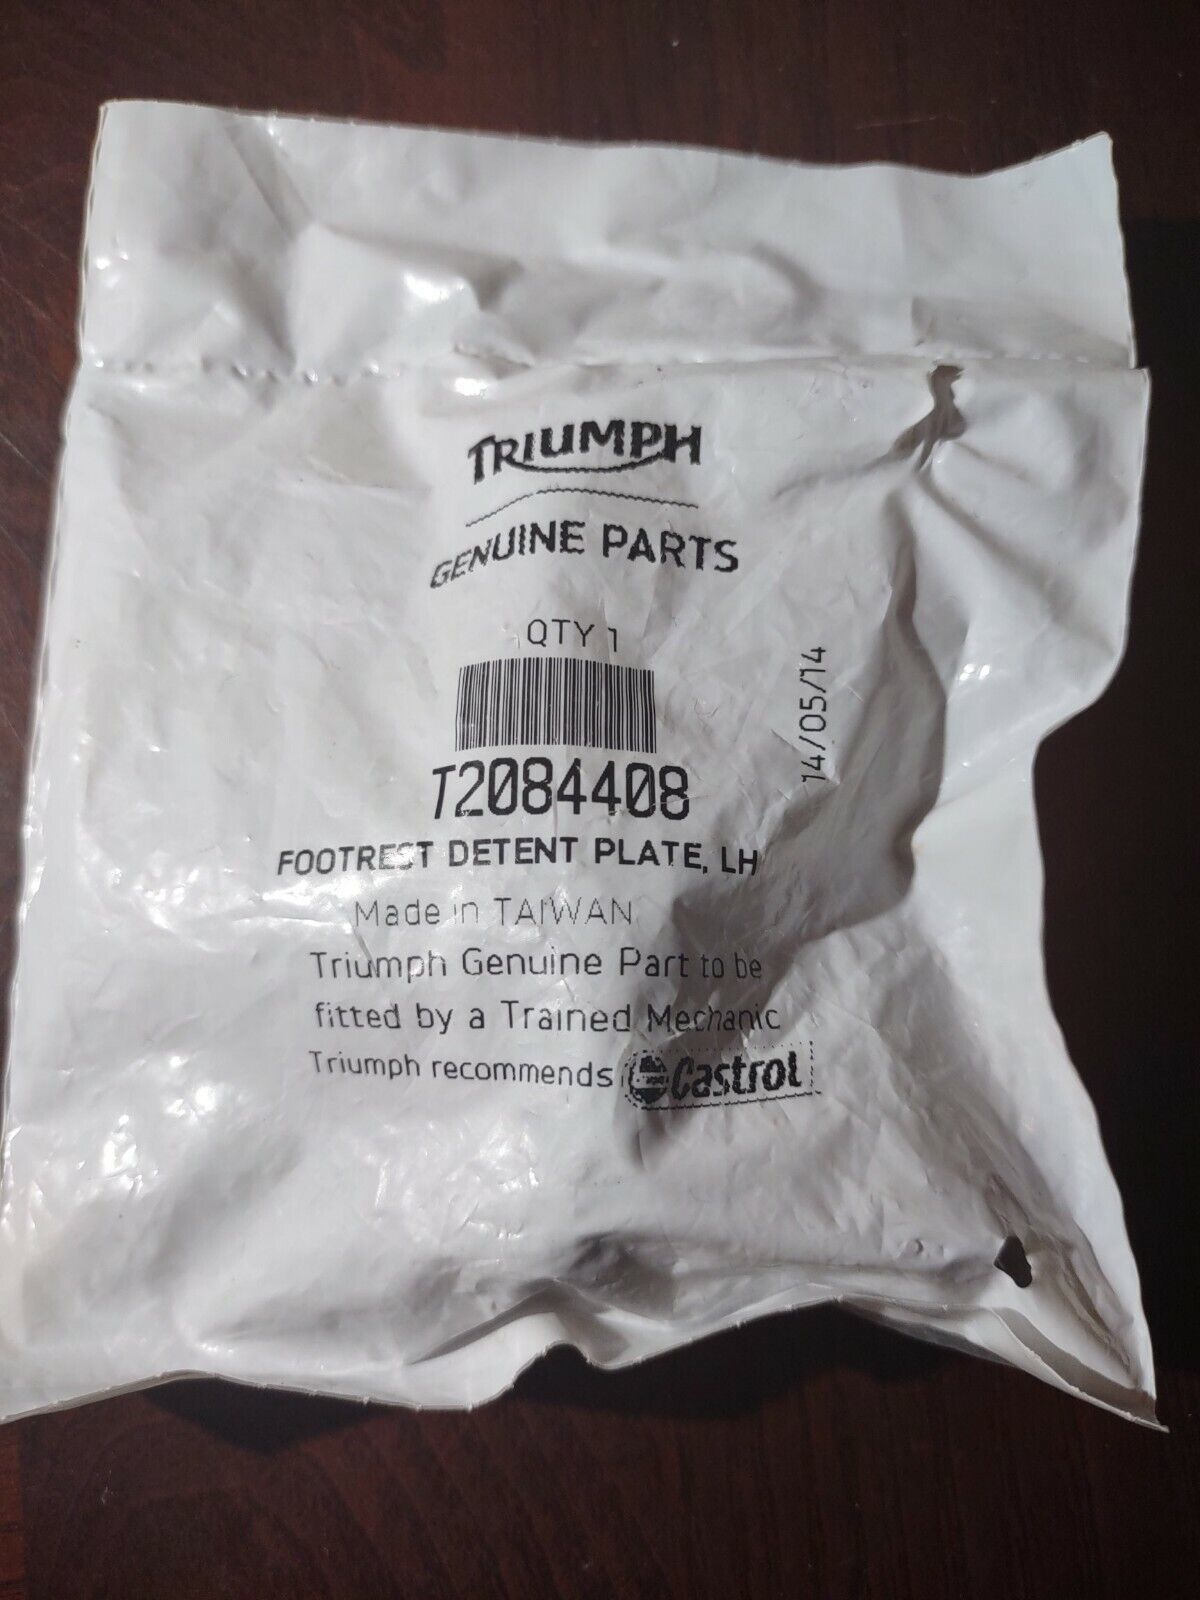 TRIUMPH
GENUINE PARTS
QTY 1
14/05/14
T2084408
FOOTREST DETENT PLATE, LH
Made in TAIWAN
Triumph Genuine Part to be
fitted by a Trained Mechanic
Triumph recommends Castrol